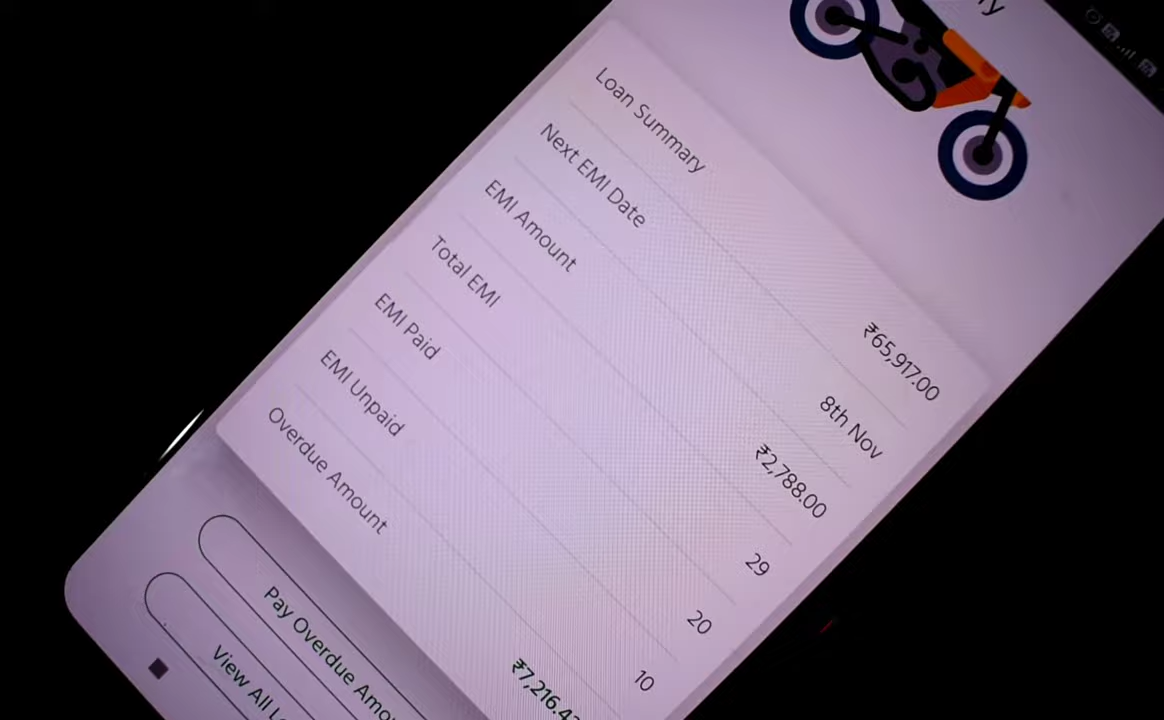 Loan Summary ₹65,917.00
Next EMI Date 8th Nov
EMI Amount ₹2,788.00
Total EMI 29
EMI Paid 20
EMI Unpaid 10
Overdue Amount
Pay Overdue
View All